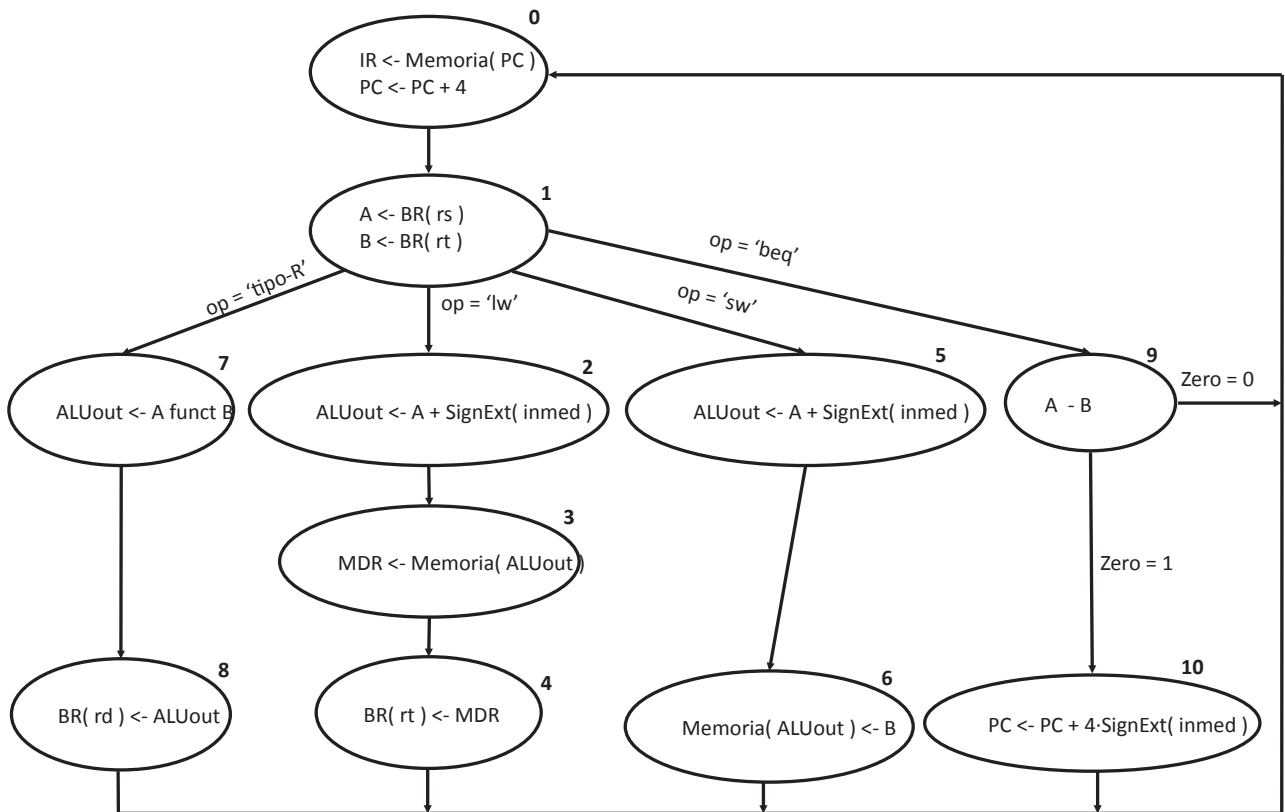 0
IR <- Memoria( PC )
PC <- PC + 4
1
A <- BR( rs )
B <- BR( rt )
op = ‘tipo-R’
op = ‘lw’
op = ‘sw’
op = ‘beq’
7
ALUout <- A funct B
2
ALUout <- A + SignExt( inmed )
5
ALUout <- A + SignExt( inmed )
9
A - B
Zero = 0
3
MDR <- Memoria( ALUout )
Zero = 1
8
BR( rd ) <- ALUout
4
BR( rt ) <- MDR
6
Memoria( ALUout ) <- B
10
PC <- PC + 4·SignExt( inmed )